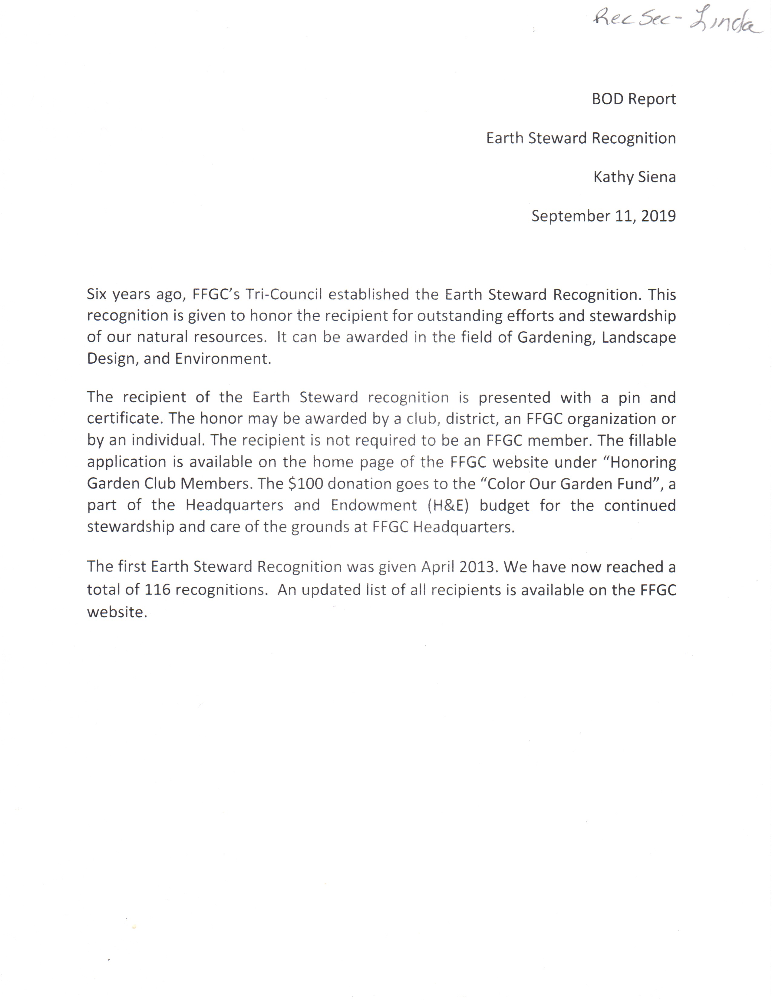 Rec Sec - Linda
BOD Report
Earth Steward Recognition
Kathy Siena
September 11, 2019
Six years ago, FFGC’s Tri-Council established the Earth Steward Recognition. This
recognition is given to honor the recipient for outstanding efforts and stewardship
of our natural resources.  It can be awarded in the field of Gardening, Landscape
Design, and Environment.
The recipient of the Earth Steward recognition is presented with a pin and
certificate. The honor may be awarded by a club, district, an FFGC organization or
by an individual. The recipient is not required to be an FFGC member. The fillable
application is available on the home page of the FFGC website under “Honoring
Garden Club Members. The $100 donation goes to the “Color Our Garden Fund”, a
part of the Headquarters and Endowment (H&E) budget for the continued
stewardship and care of the grounds at FFGC Headquarters.
The first Earth Steward Recognition was given April 2013. We have now reached a
total of 116 recognitions.  An updated list of all recipients is available on the FFGC
website.